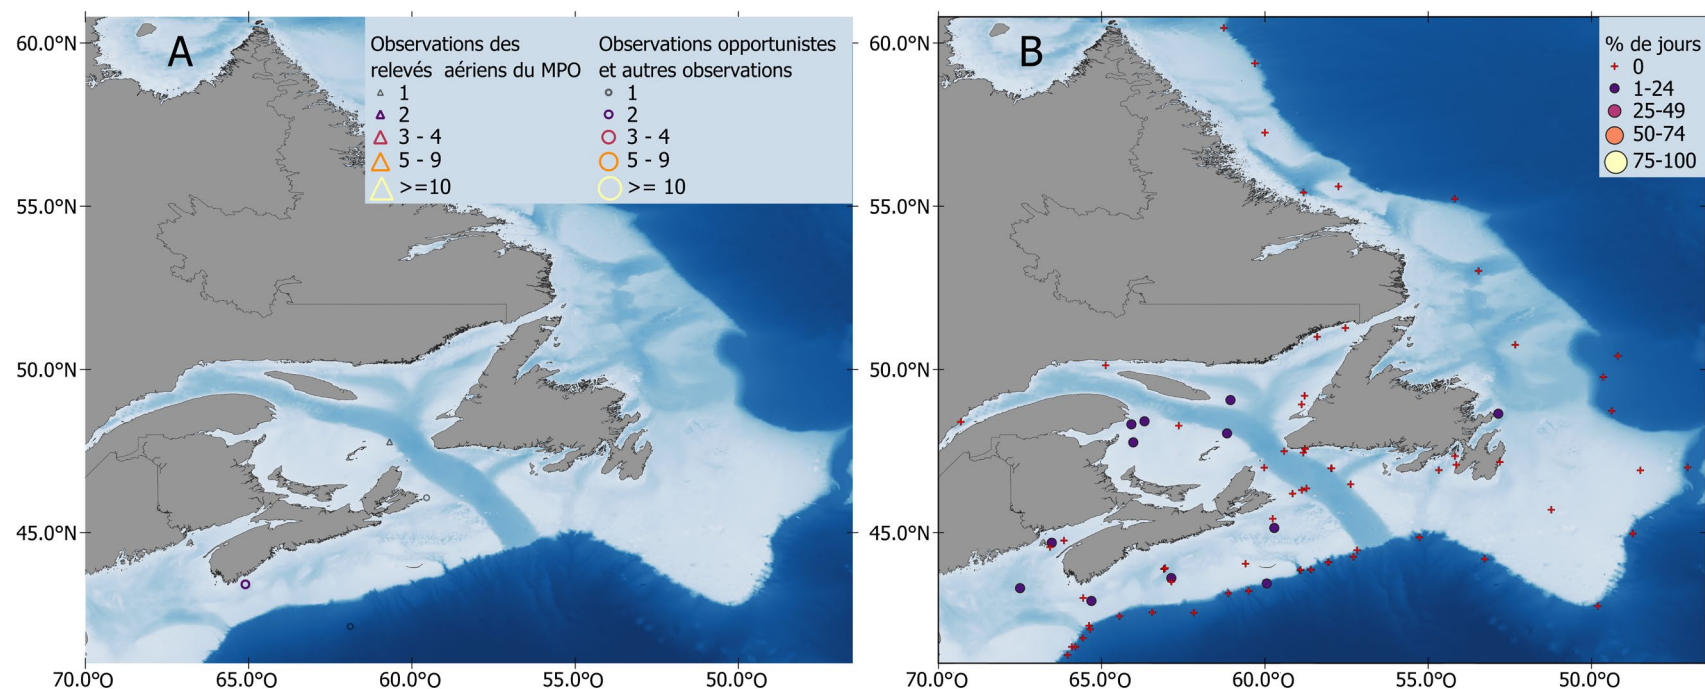 A
Observations des
relevés aériens du MPO
1
2
3 - 4
5 - 9
>=10
Observations opportunistes
et autres observations
1
2
3 - 4
5 - 9
>= 10
60.0°N
55.0°N
50.0°N
45.0°N
70.0°O
65.0°O
60.0°O
55.0°O
50.0°O
B
% de jours
0
1-24
25-49
50-74
75-100
60.0°N
55.0°N
50.0°N
45.0°N
70.0°O
65.0°O
60.0°O
55.0°O
50.0°O